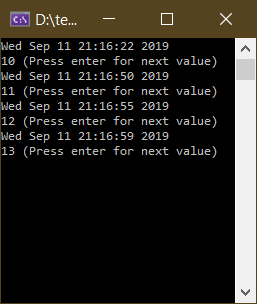 D:\te...
Wed Sep 11 21:16:22 2019
10 (Press enter for next value)
Wed Sep 11 21:16:50 2019
11 (Press enter for next value)
Wed Sep 11 21:16:55 2019
12 (Press enter for next value)
Wed Sep 11 21:16:59 2019
13 (Press enter for next value)